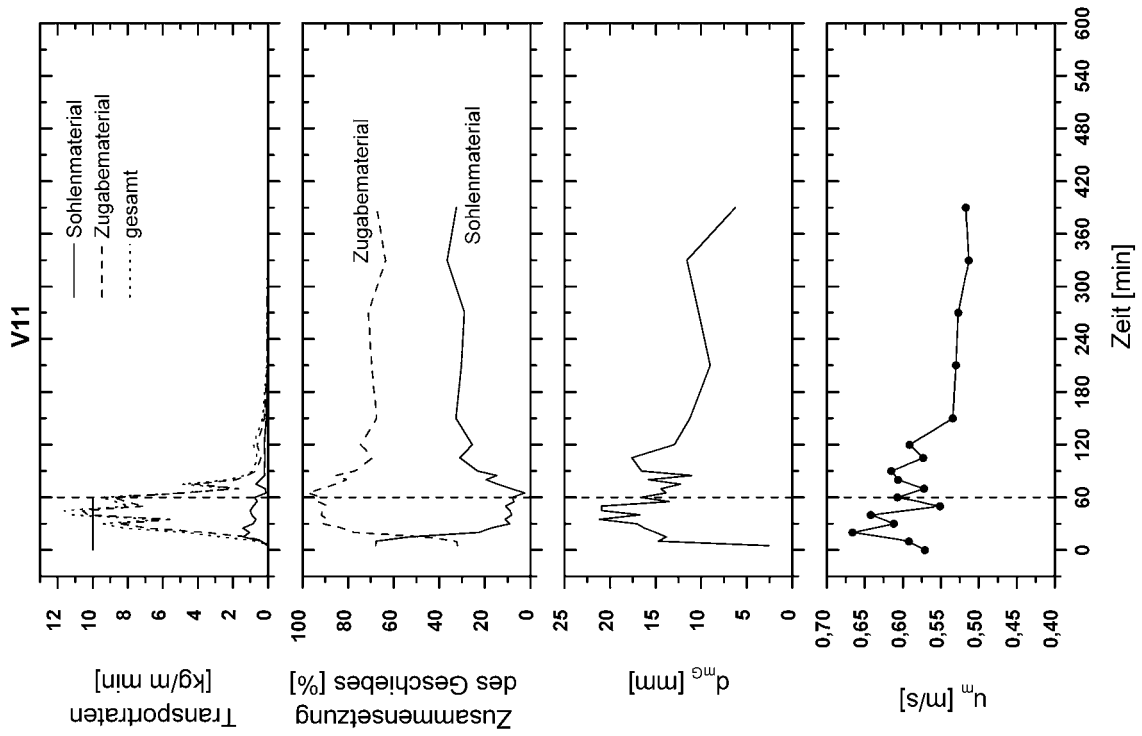 V11
Transportraten
[kg/m min]
12
10
8
6
4
2
0
Sohlenmaterial
Zugabematerial
gesamt
Zusammensetzung
des Geschiebes [%]
100
80
60
40
20
0
Zugabematerial
Sohlenmaterial
d_mG [mm]
25
20
15
10
5
0
u_m [m/s]
0,70
0,65
0,60
0,55
0,50
0,45
0,40
0 60 120 180 240 300 360 420 480 540 600
Zeit [min]